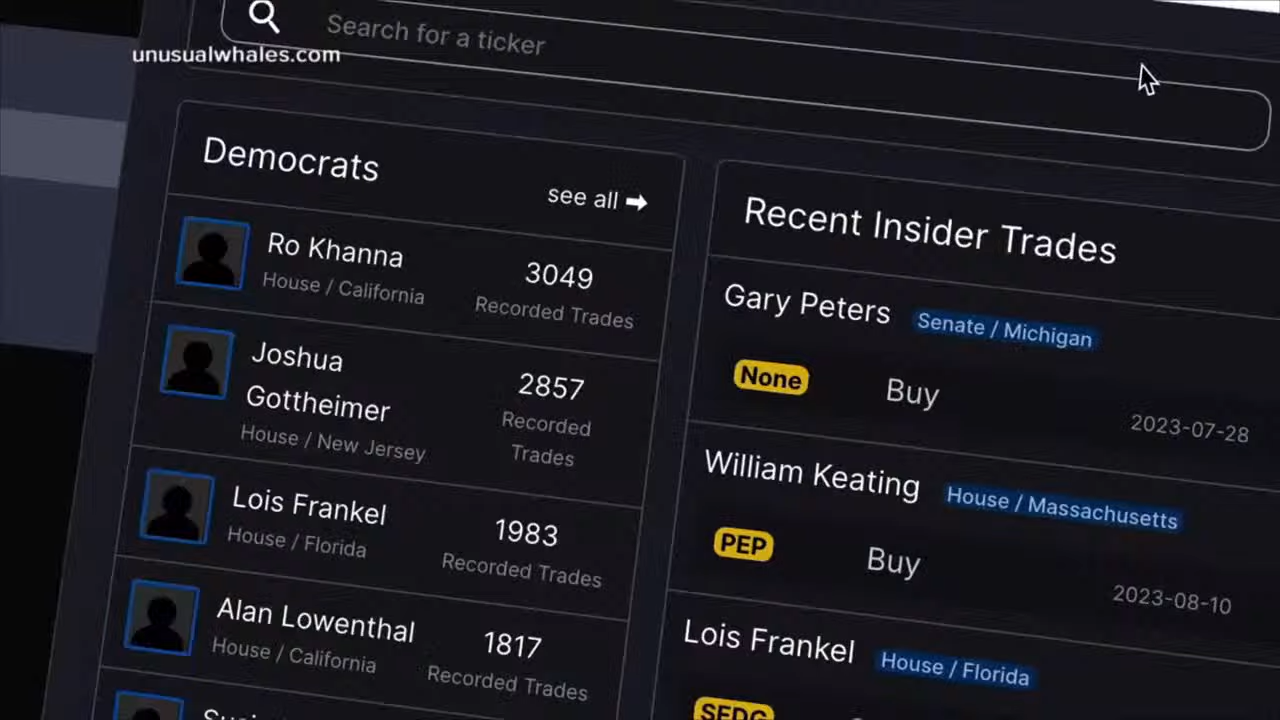 Search for a ticker
unusualwhales.com
Democrats
see all ➡
Ro Khanna
House / California
3049
Recorded Trades
Joshua
Gottheimer
House / New Jersey
2857
Recorded
Trades
Lois Frankel
House / Florida
1983
Recorded Trades
Alan Lowenthal
House / California
1817
Recorded Trades
Recent Insider Trades
Gary Peters
Senate / Michigan
None
Buy
2023-07-28
William Keating
House / Massachusetts
PEP
Buy
2023-08-10
Lois Frankel
House / Florida
SEDG